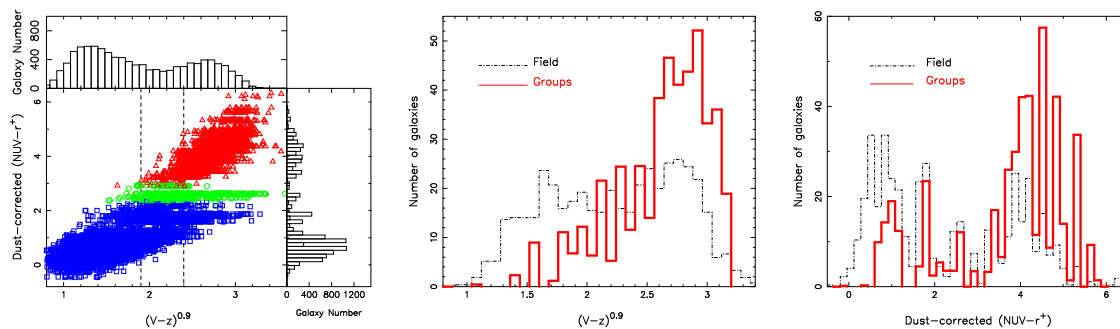 Galaxy Number
0 400 800
Dust-corrected (NUV-r⁺)
0 2 4 6
1 2 3
(V-z)^0.9
0 400 800 1200
Galaxy Number
Number of galaxies
0 10 20 30 40 50
Field
Groups
1 1.5 2 2.5 3
(V-z)^0.9
Number of galaxies
0 20 40 60
Field
Groups
0 2 4 6
Dust-corrected (NUV-r⁺)